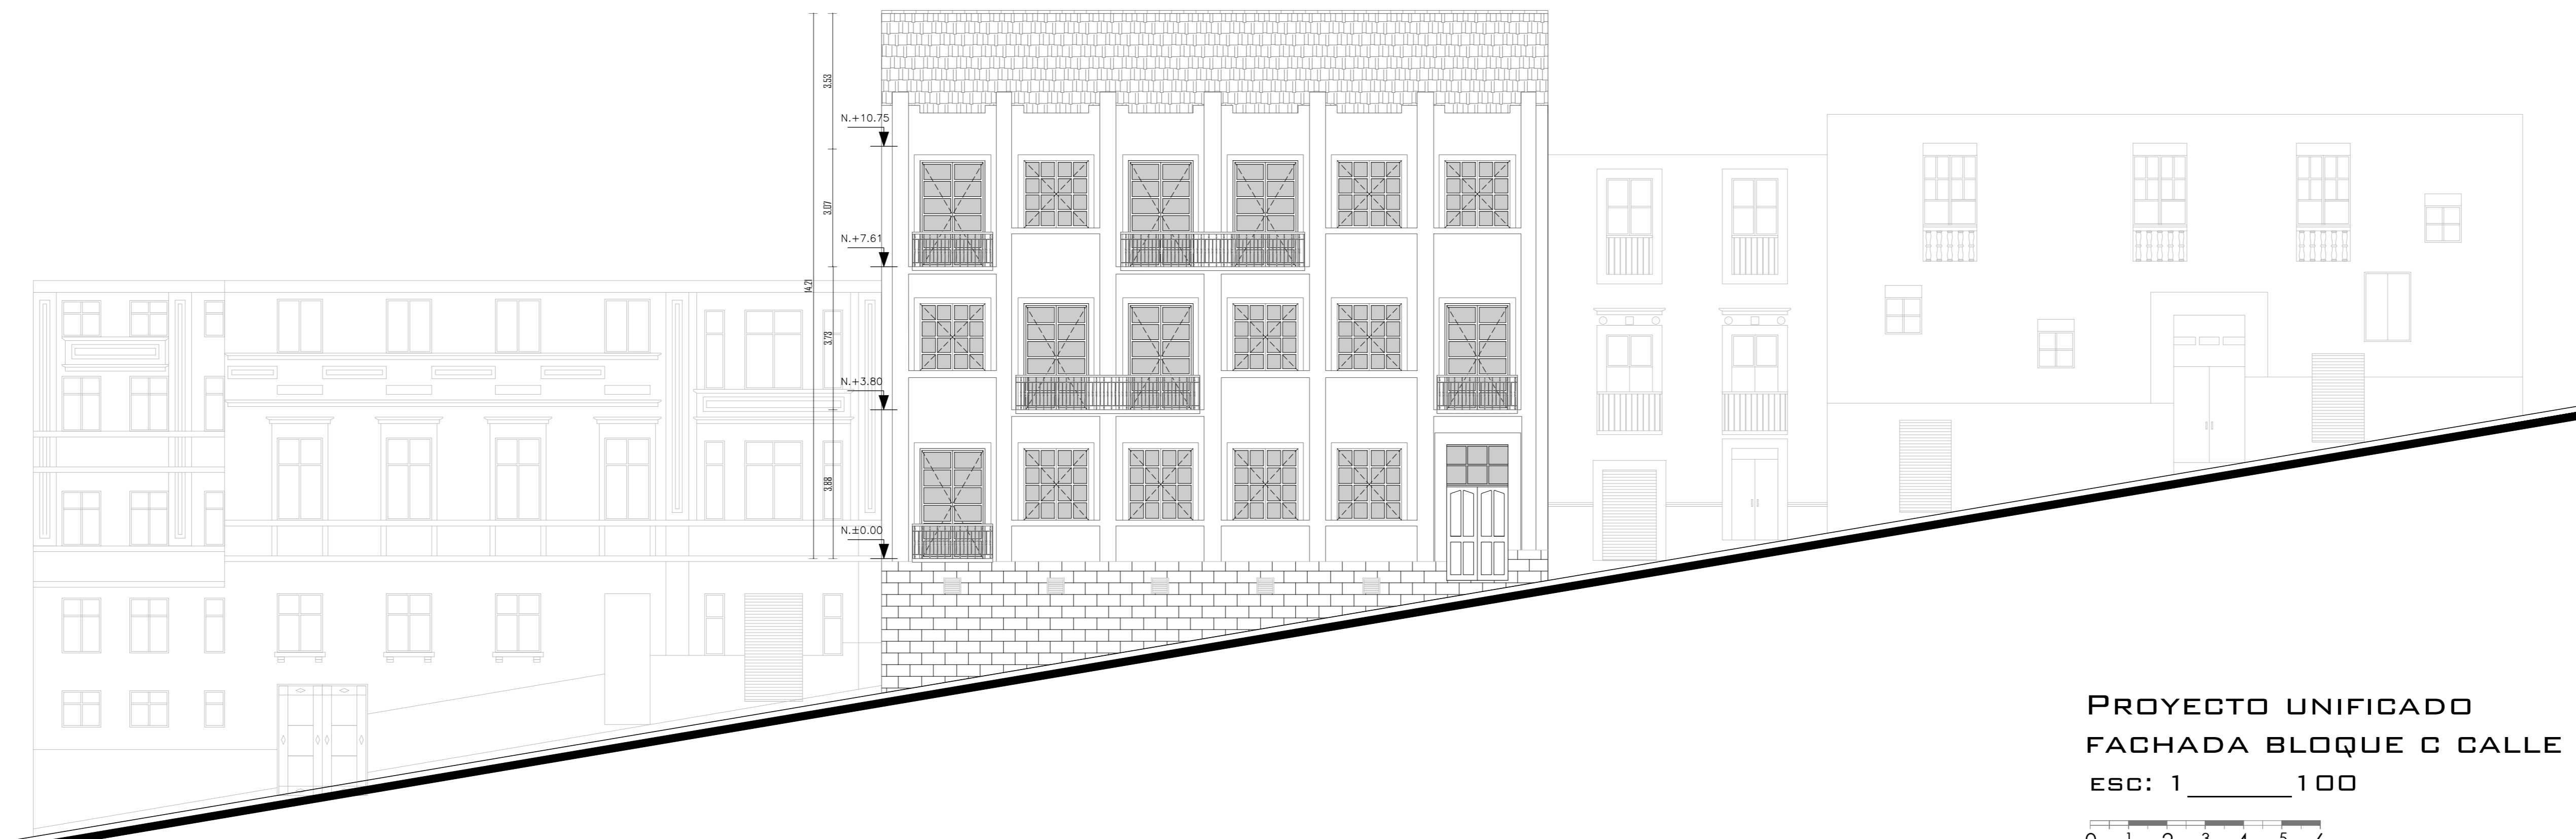 3.53
N.+10.75
3.07
N.+7.61
14.21
3.73
N.+3.80
3.88
N.±0.00
PROYECTO UNIFICADO
FACHADA BLOQUE C CALLE
ESC: 1______100
0 1 2 3 4 5 6